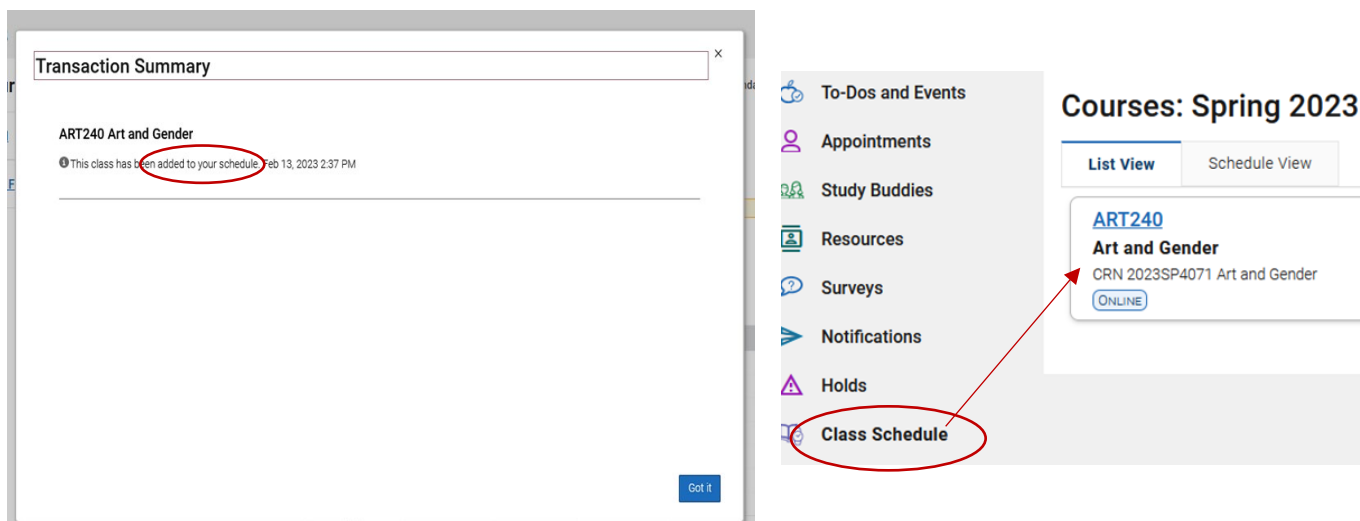 ×
Transaction Summary
ART240 Art and Gender
This class has been added to your schedule. Feb 13, 2023 2:37 PM
Got it
To-Dos and Events
Appointments
Study Buddies
Resources
Surveys
Notifications
Holds
Class Schedule
Courses: Spring 2023
List View
Schedule View
ART240
Art and Gender
CRN 2023SP4071 Art and Gender
ONLINE